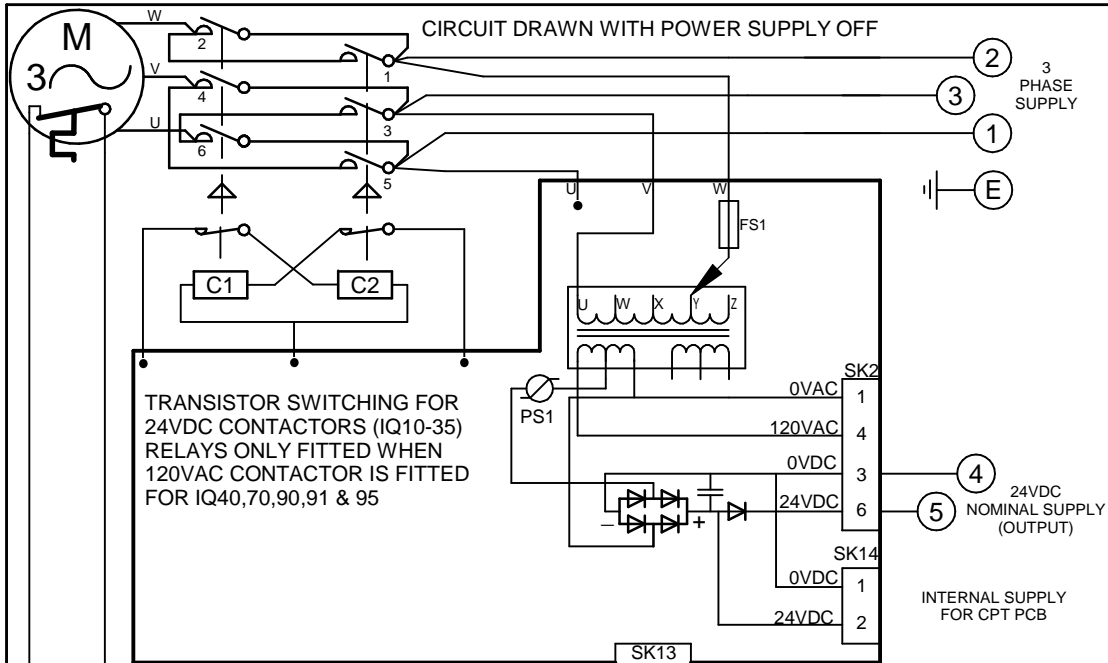 CIRCUIT DRAWN WITH POWER SUPPLY OFF
W
M
3
V
U
2
4
6
1
3
5
2
3
1
E
3
PHASE
SUPPLY
C1
C2
U
V
W
FS1
U
W
X
Y
Z
PS1
TRANSISTOR SWITCHING FOR
24VDC CONTACTORS (IQ10-35)
RELAYS ONLY FITTED WHEN
120VAC CONTACTOR IS FITTED
FOR IQ40,70,90,91 & 95
SK2
0VAC 1
120VAC 4
0VDC 3
24VDC 6
4
5
24VDC
NOMINAL SUPPLY
(OUTPUT)
– +
SK14
0VDC 1
24VDC 2
INTERNAL SUPPLY
FOR CPT PCB
SK13